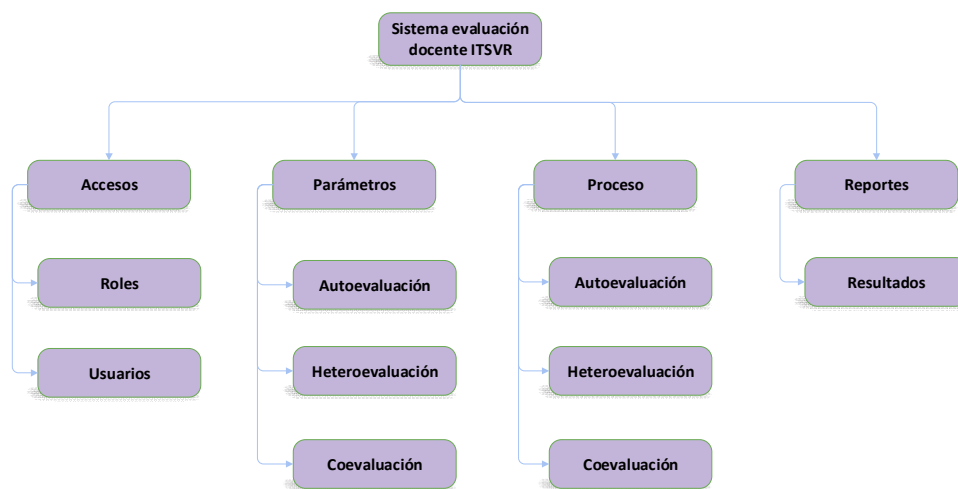 Sistema evaluación
docente ITSVR
Accesos
Parámetros
Proceso
Reportes
Roles
Autoevaluación
Autoevaluación
Resultados
Usuarios
Heteroevaluación
Heteroevaluación
Coevaluación
Coevaluación